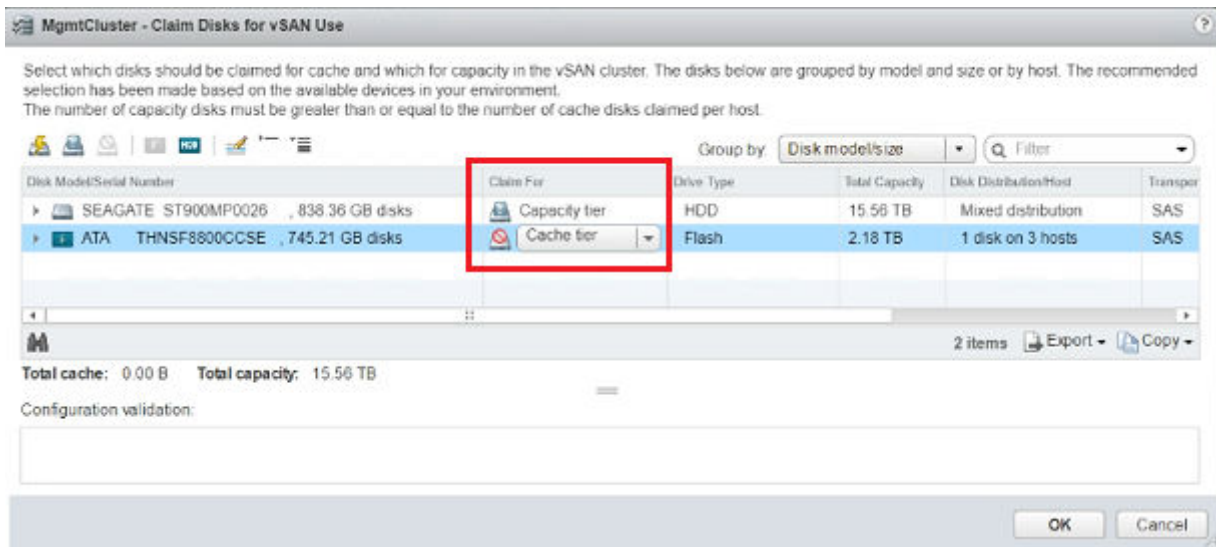 MgmtCluster - Claim Disks for vSAN Use
?
Select which disks should be claimed for cache and which for capacity in the vSAN cluster. The disks below are grouped by model and size or by host. The recommended
selection has been made based on the available devices in your environment.
The number of capacity disks must be greater than or equal to the number of cache disks claimed per host.
HDD Group by: Disk model/size Filter
Disk Model/Serial Number Claim For Drive Type Total Capacity Disk Distribution/Host Transpor
SEAGATE ST900MP0026 , 838.36 GB disks Capacity tier HDD 15.56 TB Mixed distribution SAS
ATA THNSF8800CCSE , 745.21 GB disks Cache tier Flash 2.18 TB 1 disk on 3 hosts SAS
2 items Export Copy
Total cache: 0.00 B Total capacity: 15.56 TB
Configuration validation:
OK Cancel